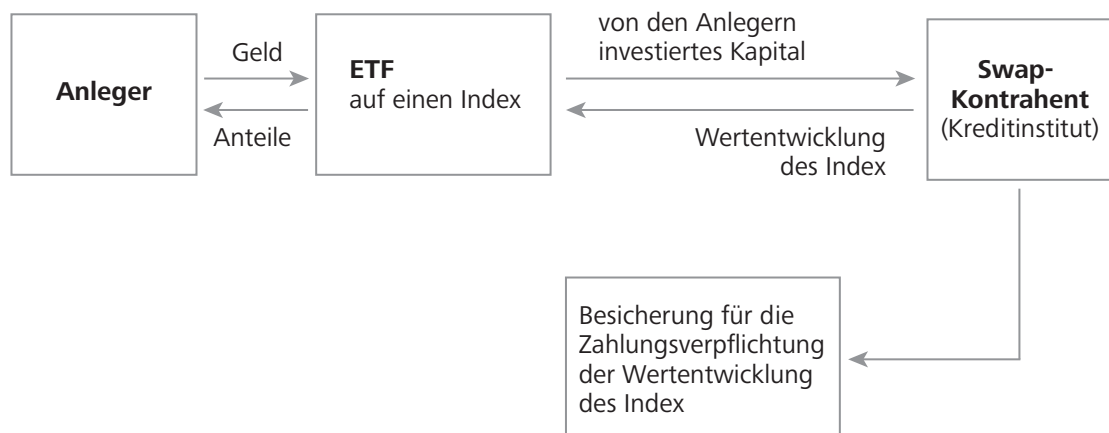 Anleger
Geld
Anteile
ETF
auf einen Index
von den Anlegern
investiertes Kapital
Wertentwicklung
des Index
Swap-
Kontrahent
(Kreditinstitut)
Besicherung für die
Zahlungsverpflichtung
der Wertentwicklung
des Index